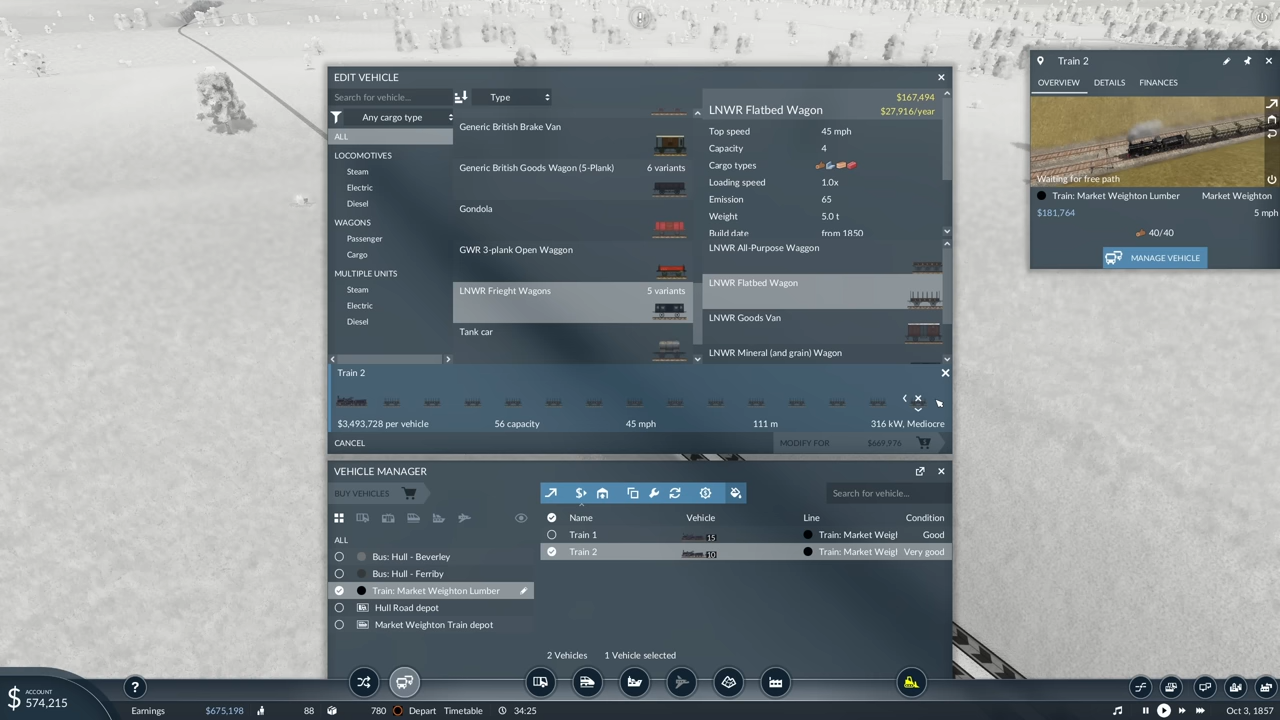 EDIT VEHICLE
Search for vehicle...
Type
Any cargo type
ALL
LOCOMOTIVES
Steam
Electric
Diesel
WAGONS
Passenger
Cargo
MULTIPLE UNITS
Steam
Electric
Diesel
Generic British Brake Van
Generic British Goods Wagon (5-Plank) 6 variants
Gondola
GWR 3-plank Open Waggon
LNWR Frieght Wagons 5 variants
Tank car
LNWR Flatbed Wagon
$167,494
$27,916/year
Top speed 45 mph
Capacity 4
Cargo types
Loading speed 1.0x
Emission 65
Weight 5.0 t
Build date from 1850
LNWR All-Purpose Waggon
LNWR Flatbed Wagon
LNWR Goods Van
LNWR Mineral (and grain) Wagon
Train 2
$3,493,728 per vehicle 56 capacity 45 mph 111 m 316 kW, Mediocre
CANCEL
MODIFY FOR $669,976
VEHICLE MANAGER
BUY VEHICLES
Search for vehicle...
ALL
Bus: Hull - Beverley
Bus: Hull - Ferriby
Train: Market Weighton Lumber
Hull Road depot
Market Weighton Train depot
Name Vehicle Line Condition
Train 1 15 Train: Market Weigl Good
Train 2 10 Train: Market Weigl Very good
2 Vehicles 1 Vehicle selected
Train 2
OVERVIEW DETAILS FINANCES
Waiting for free path
Train: Market Weighton Lumber Market Weighton
$181,764 5 mph
40/40
MANAGE VEHICLE
$ ACCOUNT
574,215
?
Earnings $675,198 88 780 Depart Timetable 34:25
Oct 3, 1857